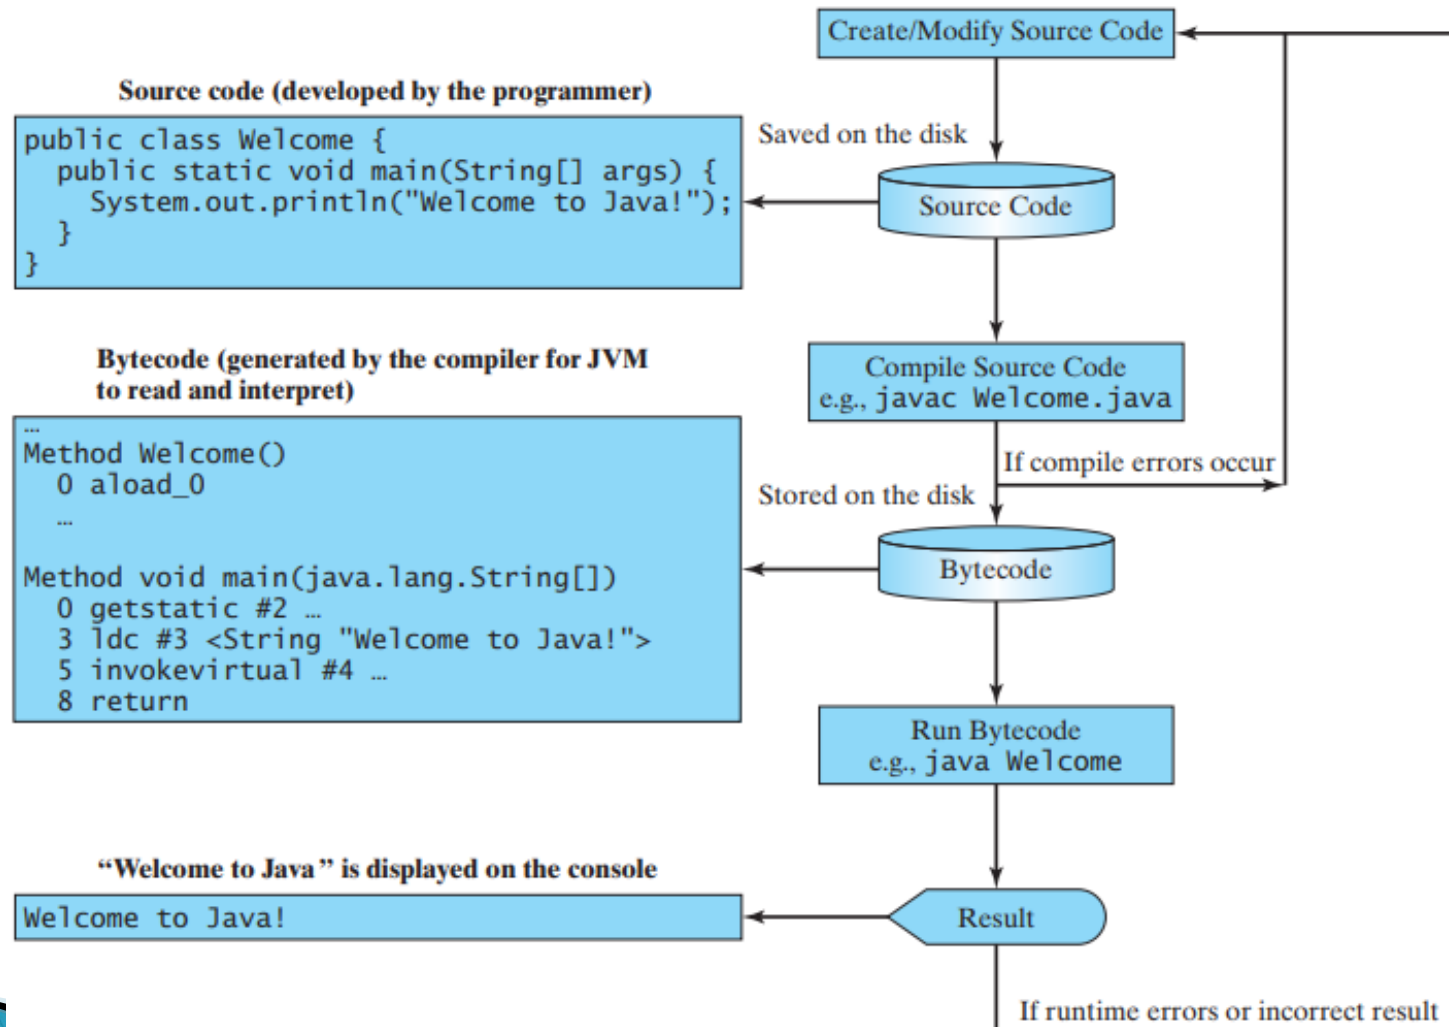 Create/Modify Source Code
Source code (developed by the programmer)
public class Welcome {
  public static void main(String[] args) {
    System.out.println("Welcome to Java!");
  }
}
Saved on the disk
Source Code
Compile Source Code
e.g., javac Welcome.java
If compile errors occur
Bytecode (generated by the compiler for JVM
to read and interpret)
…
Method Welcome()
  0 aload_0
  …
Method void main(java.lang.String[])
  0 getstatic #2 …
  3 ldc #3 <String "Welcome to Java!">
  5 invokevirtual #4 …
  8 return
Stored on the disk
Bytecode
Run Bytecode
e.g., java Welcome
“Welcome to Java” is displayed on the console
Welcome to Java!
Result
If runtime errors or incorrect result